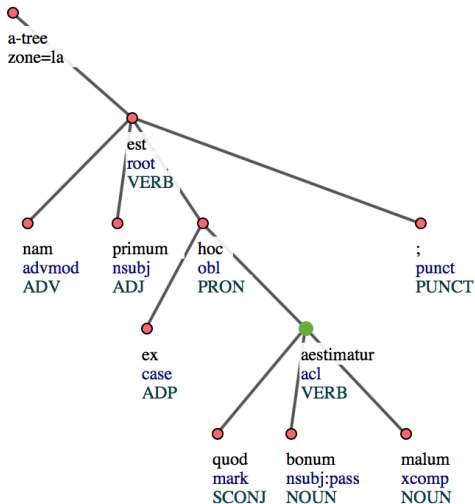 a-tree
zone=la
est
root
VERB
nam
advmod
ADV
primum
nsubj
ADJ
hoc
obl
PRON
;
punct
PUNCT
ex
case
ADP
aestimatur
acl
VERB
quod
mark
SCONJ
bonum
nsubj:pass
NOUN
malum
xcomp
NOUN